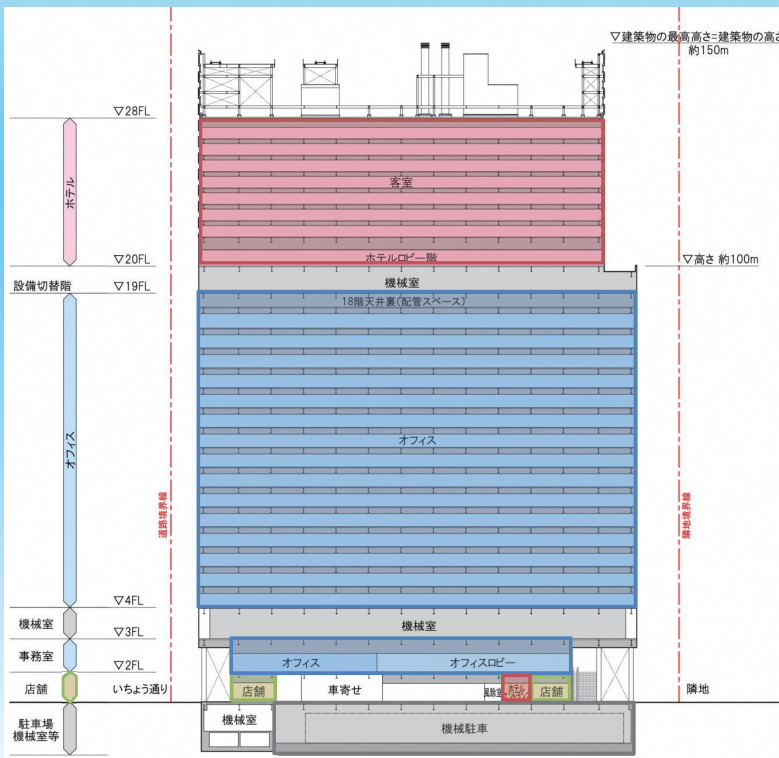 ▽建築物の最高高さ=建築物の高さ
約150m
▽28FL
ホテル
客室
ホテルロビー階
▽20FL
▽高さ 約100m
機械室
設備切替階
▽19FL
18階天井裏(配管スペース)
オフィス
オフィス
道路境界線
隣地境界線
▽4FL
機械室
機械室
▽3FL
事務室
オフィス
オフィスロビー
▽2FL
店舗
いちょう通り
店舗
車寄せ
風除室
ホテル
店舗
隣地
駐車場
機械室等
機械室
機械駐車